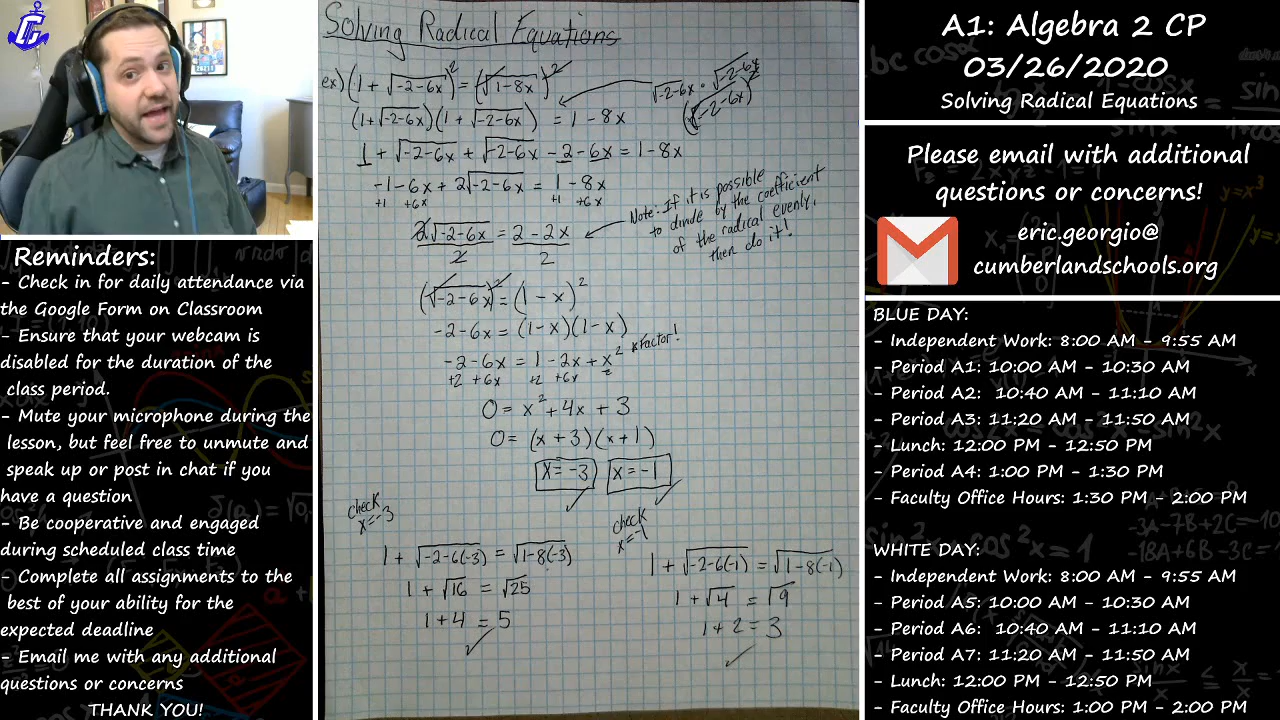 C
Reminders:
- Check in for daily attendance via
the Google Form on Classroom
- Ensure that your webcam is
disabled for the duration of the
class period.
- Mute your microphone during the
lesson, but feel free to unmute and
speak up or post in chat if you
have a question
- Be cooperative and engaged
during scheduled class time
- Complete all assignments to the
best of your ability for the
expected deadline
- Email me with any additional
questions or concerns
THANK YOU!
Solving Radical Equations
ex) (1 + √-2-6x)² = (√1-8x)²
√-2-6x · √-2-6x
(√-2-6x)²
(1+√-2-6x)(1 + √-2-6x) = 1 - 8x
1 + √-2-6x + √-2-6x - 2 - 6x = 1 - 8x
-1 - 6x + 2√-2-6x = 1 - 8x
+1 +6x +1 +6x
2√-2-6x = 2 - 2x
2 2
Note: If it is possible
to divide by the coefficient
of the radical evenly,
then do it!
(√-2-6x)² = (1 - x)²
-2-6x = (1-x)(1-x)
-2-6x = 1 - 2x + x² *Factor!
+2 +6x +2 +6x
0 = x² + 4x + 3
0 = (x + 3)(x + 1)
x = -3 x = -1
check
x=-3
1 + √-2-6(-3) = √1-8(-3)
1 + √16 = √25
1 + 4 = 5
check
x=-1
1 + √-2-6(-1) = √1-8(-1)
1 + √4 = √9
1 + 2 = 3
A1: Algebra 2 CP
03/26/2020
Solving Radical Equations
Please email with additional
questions or concerns!
eric.georgio@
cumberlandschools.org
BLUE DAY:
- Independent Work: 8:00 AM - 9:55 AM
- Period A1: 10:00 AM - 10:30 AM
- Period A2: 10:40 AM - 11:10 AM
- Period A3: 11:20 AM - 11:50 AM
- Lunch: 12:00 PM - 12:50 PM
- Period A4: 1:00 PM - 1:30 PM
- Faculty Office Hours: 1:30 PM - 2:00 PM
WHITE DAY:
- Independent Work: 8:00 AM - 9:55 AM
- Period A5: 10:00 AM - 10:30 AM
- Period A6: 10:40 AM - 11:10 AM
- Period A7: 11:20 AM - 11:50 AM
- Lunch: 12:00 PM - 12:50 PM
- Faculty Office Hours: 1:00 PM - 2:00 PM